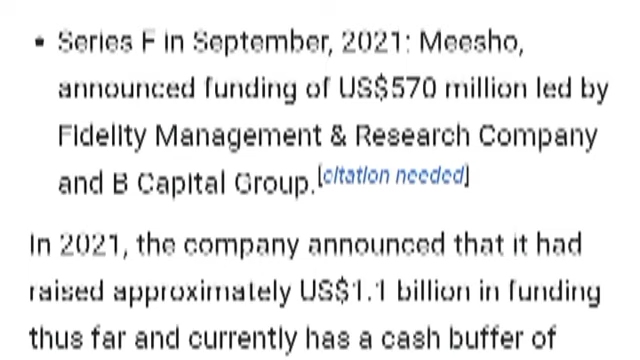 • Series F in September, 2021: Meesho,
announced funding of US$570 million led by
Fidelity Management & Research Company
and B Capital Group.[citation needed]
In 2021, the company announced that it had
raised approximately US$1.1 billion in funding
thus far and currently has a cash buffer of